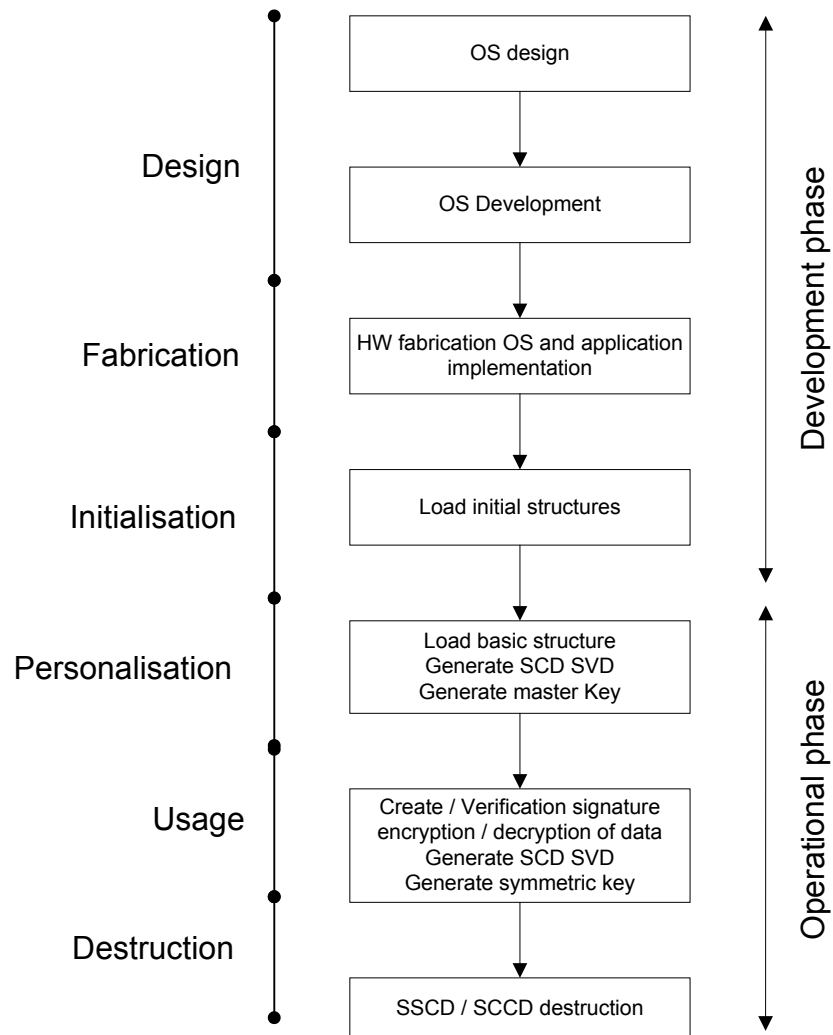 OS design
Design
OS Development
Development phase
Fabrication
HW fabrication OS and application
implementation
Initialisation
Load initial structures
Personalisation
Load basic structure
Generate SCD SVD
Generate master Key
Operational phase
Usage
Create / Verification signature
encryption / decryption of data
Generate SCD SVD
Generate symmetric key
Destruction
SSCD / SCCD destruction